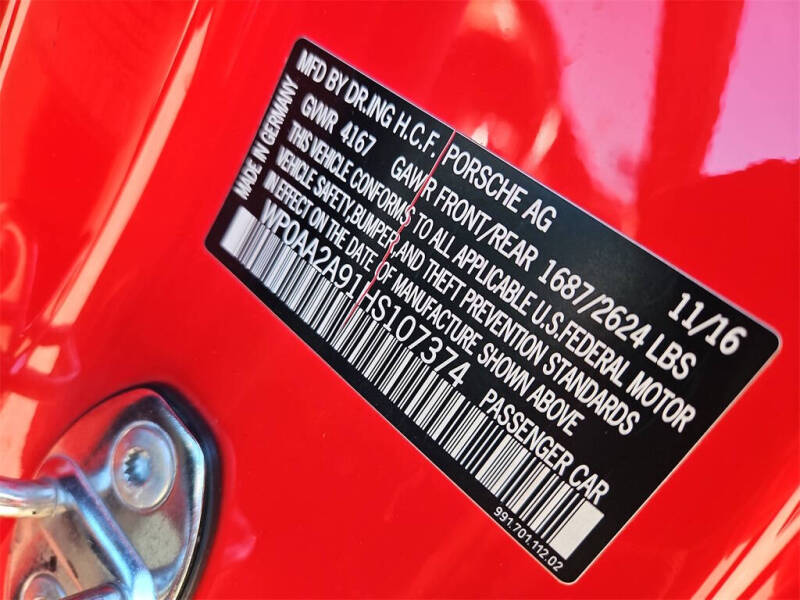 MFD BY DR.ING H.C.F. PORSCHE AG 11/16
GVWR 4167 GAWR FRONT/REAR 1687/2624 LBS
THIS VEHICLE CONFORMS TO ALL APPLICABLE U.S.FEDERAL MOTOR
VEHICLE SAFETY,BUMPER,AND THEFT PREVENTION STANDARDS
IN EFFECT ON THE DATE OF MANUFACTURE SHOWN ABOVE
MADE IN GERMANY WP0AA2A91HS107374 PASSENGER CAR
991.701.112.02